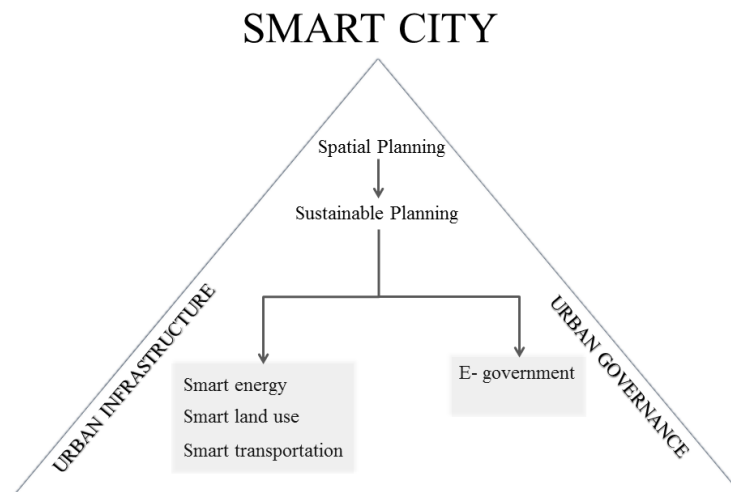 SMART CITY
Spatial Planning
Sustainable Planning
URBAN INFRASTRUCTURE
URBAN GOVERNANCE
Smart energy
Smart land use
Smart transportation
E- government